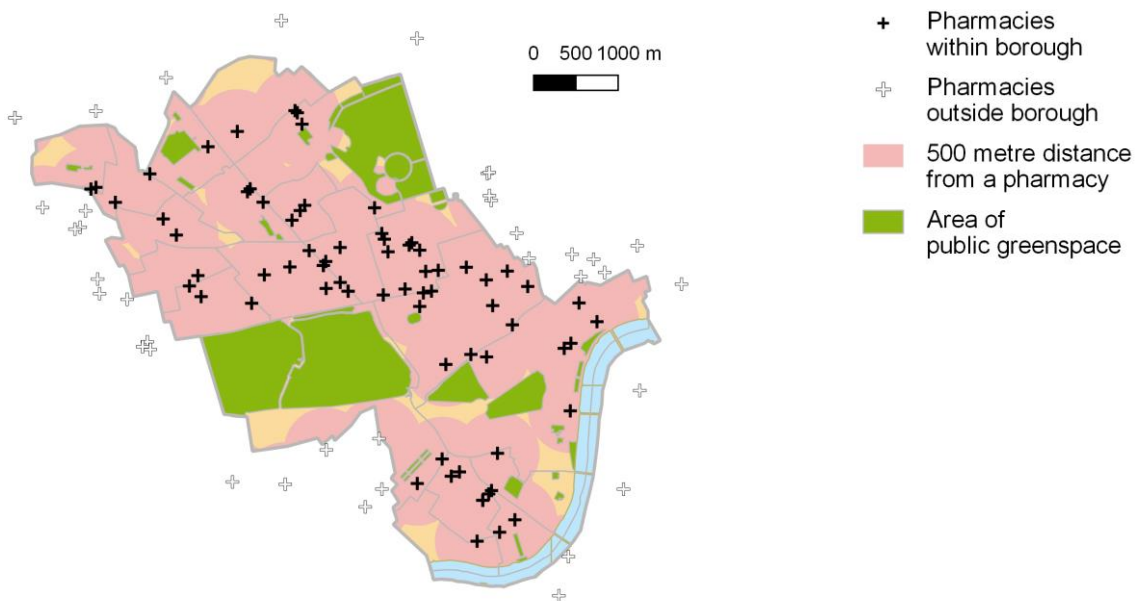 0 500 1000 m
Pharmacies
within borough
Pharmacies
outside borough
500 metre distance
from a pharmacy
Area of
public greenspace